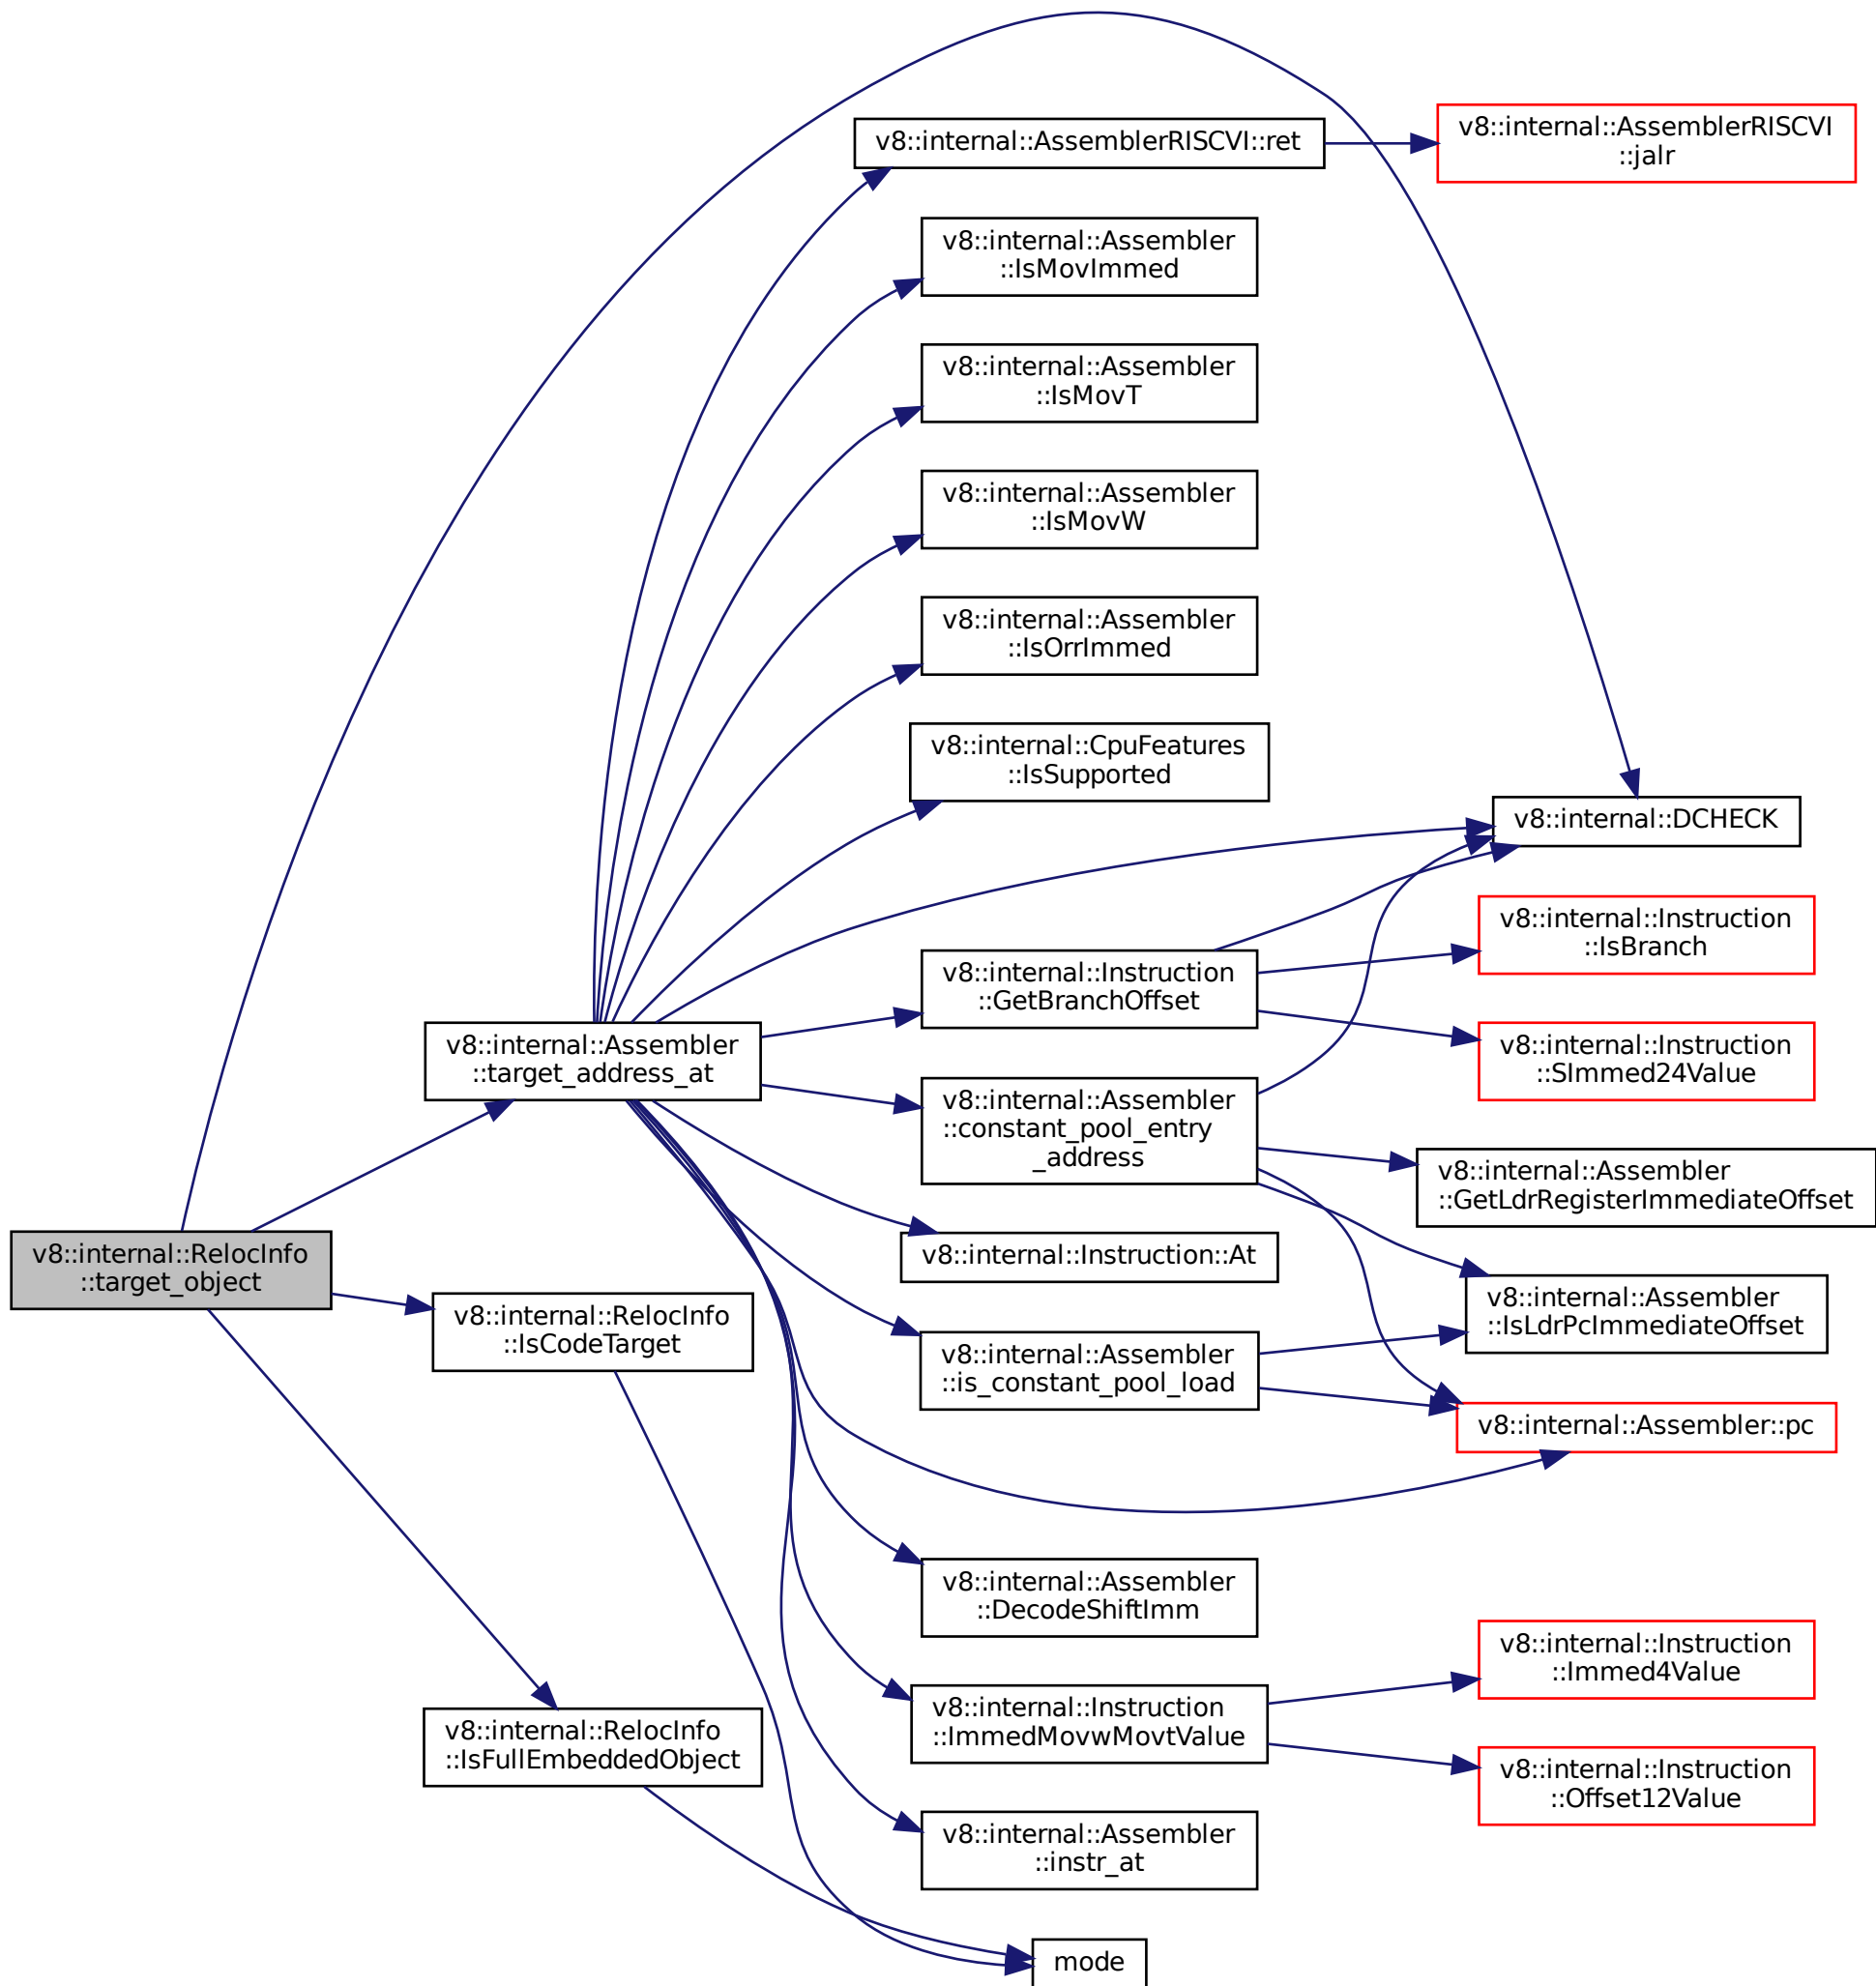 v8::internal::AssemblerRISCVI::ret
v8::internal::AssemblerRISCVI
::jalr
v8::internal::Assembler
::IsMovImmed
v8::internal::Assembler
::IsMovT
v8::internal::Assembler
::IsMovW
v8::internal::Assembler
::IsOrrImmed
v8::internal::CpuFeatures
::IsSupported
v8::internal::DCHECK
v8::internal::Instruction
::IsBranch
v8::internal::Instruction
::GetBranchOffset
v8::internal::Assembler
::target_address_at
v8::internal::Instruction
::SImmed24Value
v8::internal::Assembler
::constant_pool_entry
_address
v8::internal::Assembler
::GetLdrRegisterImmediateOffset
v8::internal::RelocInfo
::target_object
v8::internal::Instruction::At
v8::internal::Assembler
::IsLdrPcImmediateOffset
v8::internal::RelocInfo
::IsCodeTarget
v8::internal::Assembler
::is_constant_pool_load
v8::internal::Assembler::pc
v8::internal::Assembler
::DecodeShiftImm
v8::internal::Instruction
::Immed4Value
v8::internal::RelocInfo
::IsFullEmbeddedObject
v8::internal::Instruction
::ImmedMovwMovtValue
v8::internal::Instruction
::Offset12Value
v8::internal::Assembler
::instr_at
mode